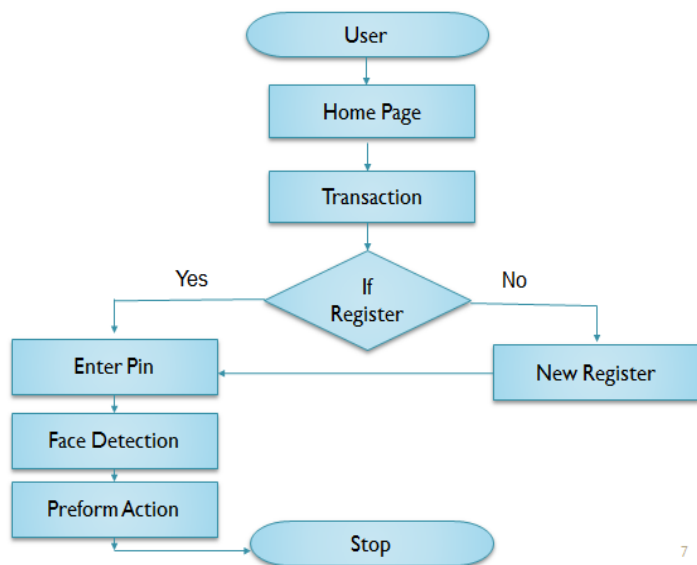 User
Home Page
Transaction
If
Register
Yes
No
Enter Pin
New Register
Face Detection
Preform Action
Stop
7